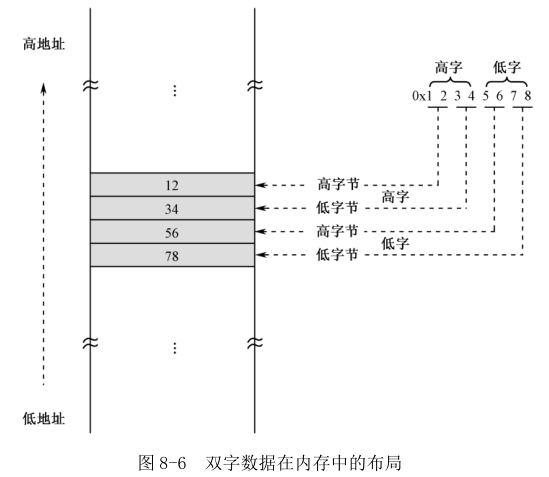 高地址
高字 低字
0x1 2 3 4 5 6 7 8
⋮
12 高字节
高字
34 低字节
56 高字节
低字
78 低字节
⋮
低地址
图 8-6 双字数据在内存中的布局